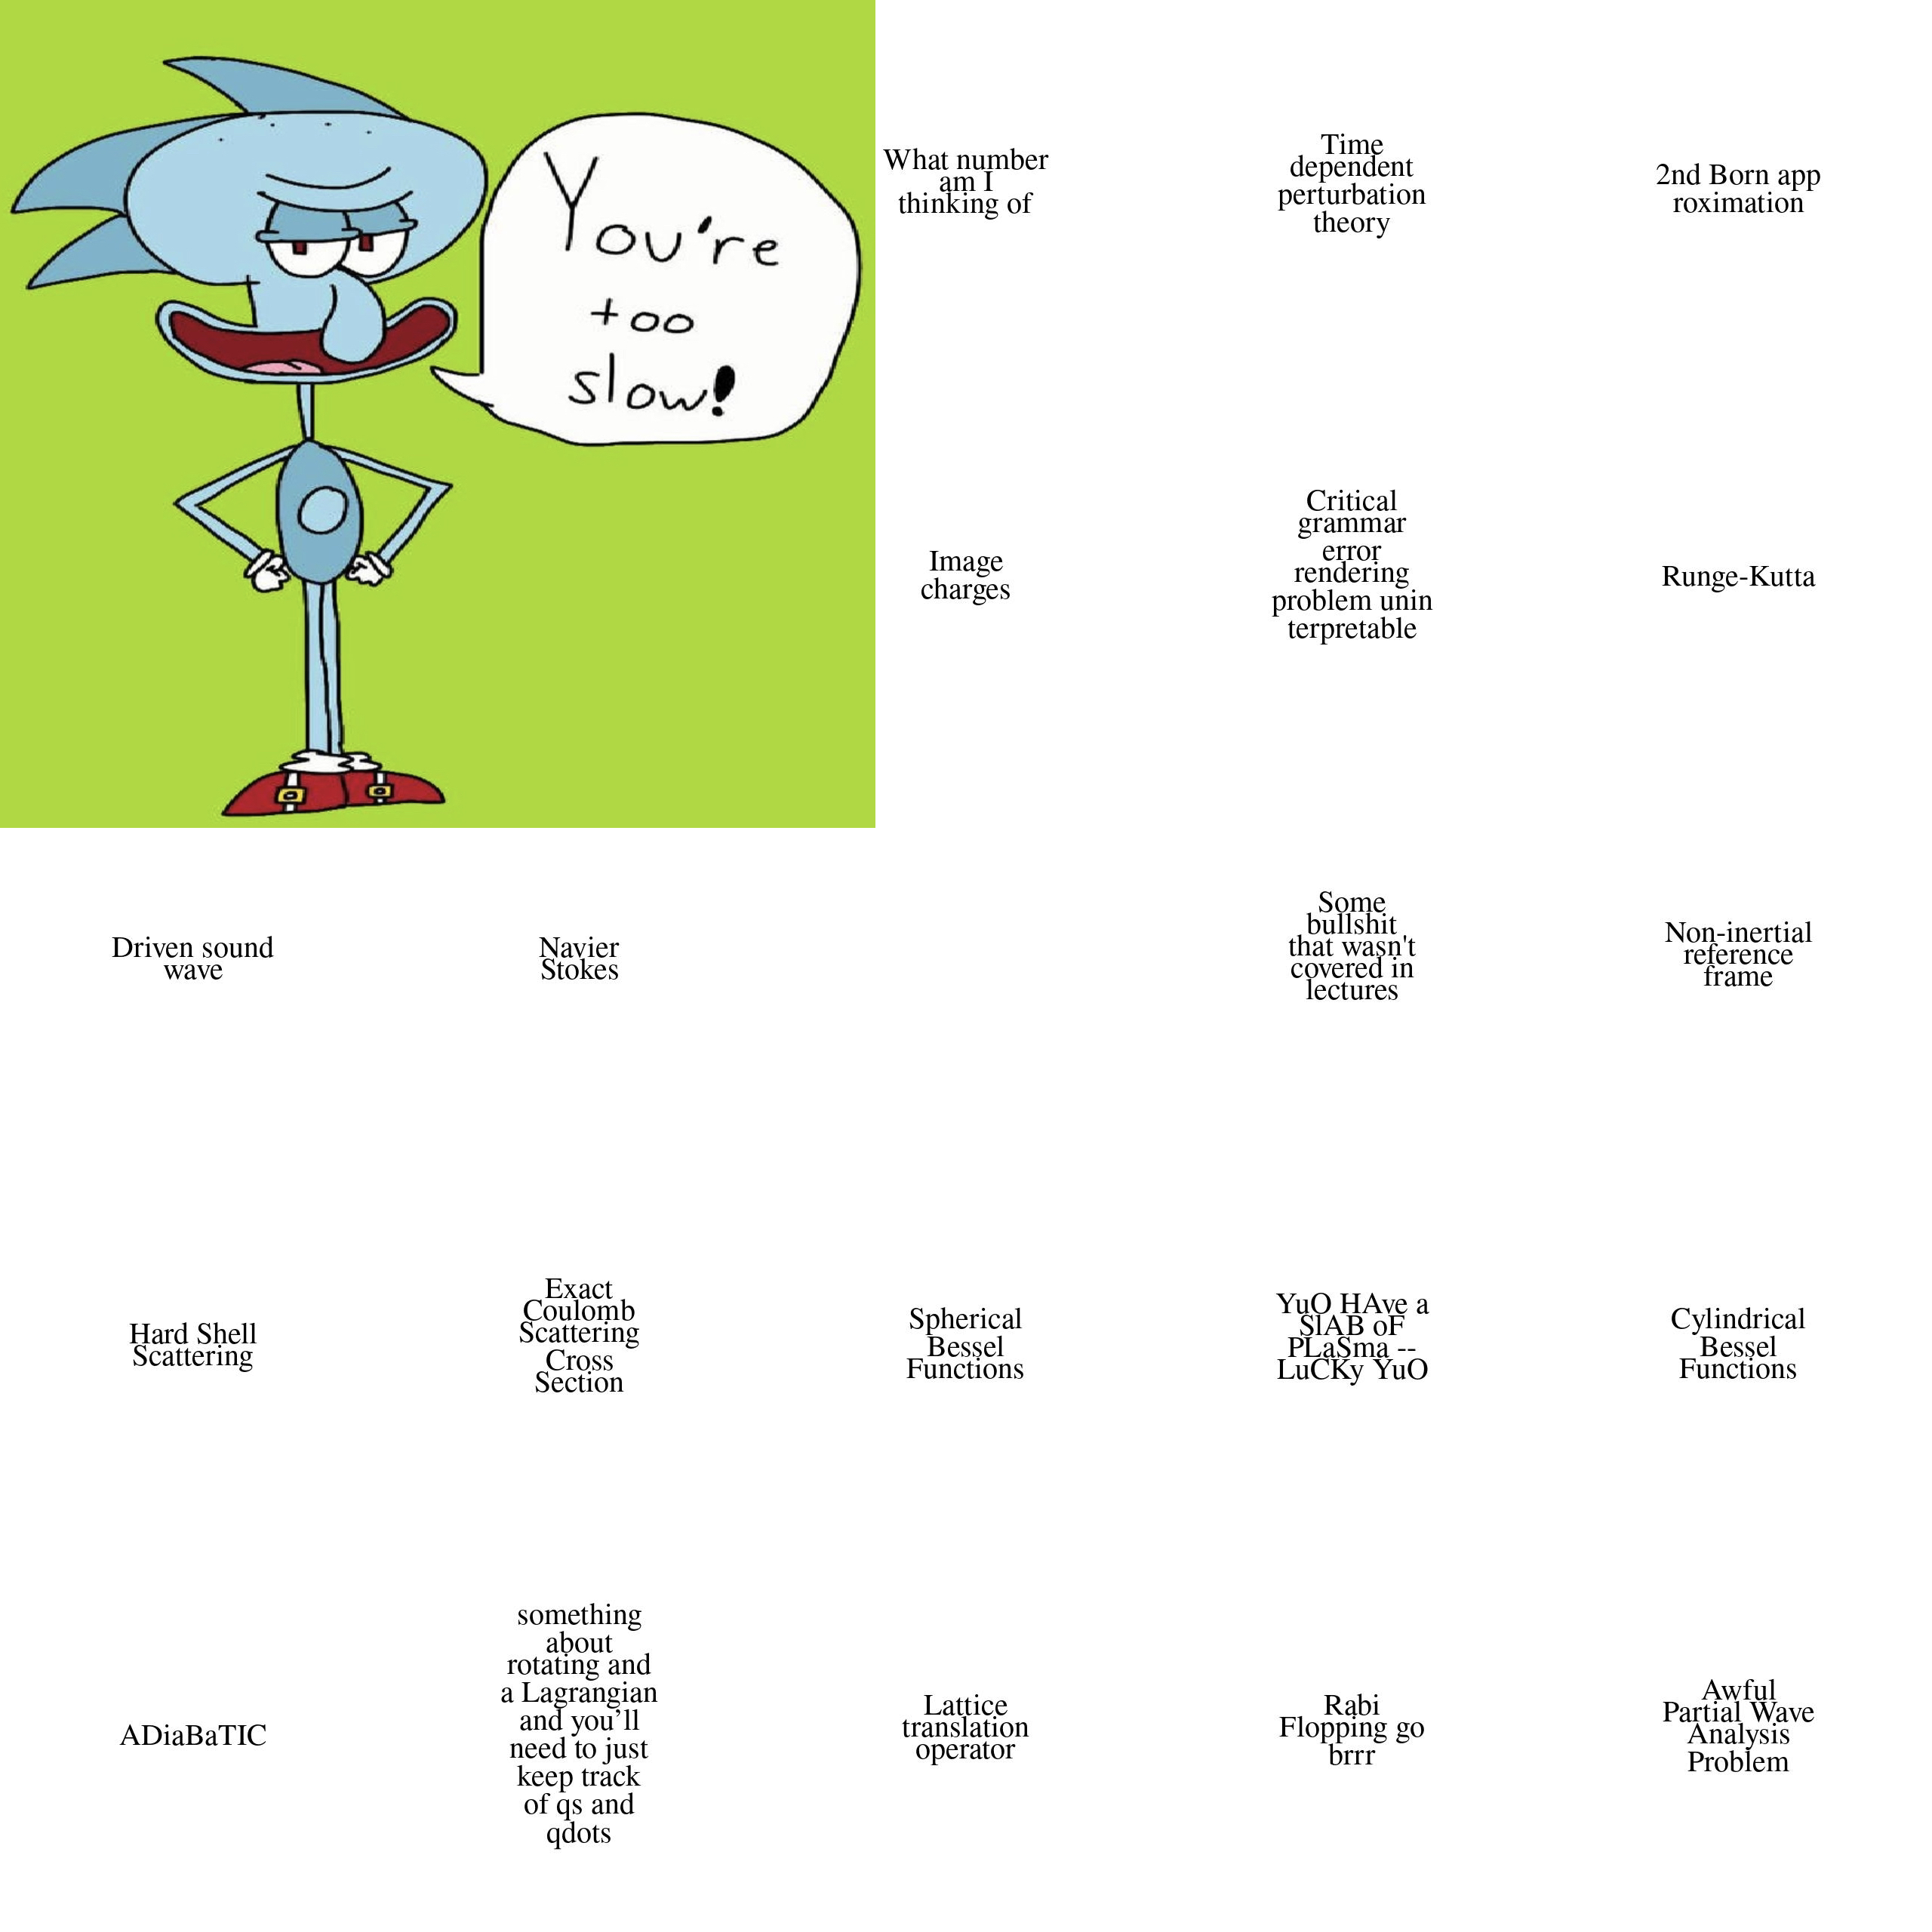 You're
too
slow!
What number
am I
thinking of
Time
dependent
perturbation
theory
2nd Born app
roximation
Image
charges
Critical
grammar
error
rendering
problem unin
terpretable
Runge-Kutta
Driven sound
wave
Navier
Stokes
Some
bullshit
that wasn't
covered in
lectures
Non-inertial
reference
frame
Hard Shell
Scattering
Exact
Coulomb
Scattering
Cross
Section
Spherical
Bessel
Functions
YuO HAve a
SlAB oF
PLaSma --
LuCKy YuO
Cylindrical
Bessel
Functions
ADiaBaTIC
something
about
rotating and
a Lagrangian
and you’ll
need to just
keep track
of qs and
qdots
Lattice
translation
operator
Rabi
Flopping go
brrr
Awful
Partial Wave
Analysis
Problem